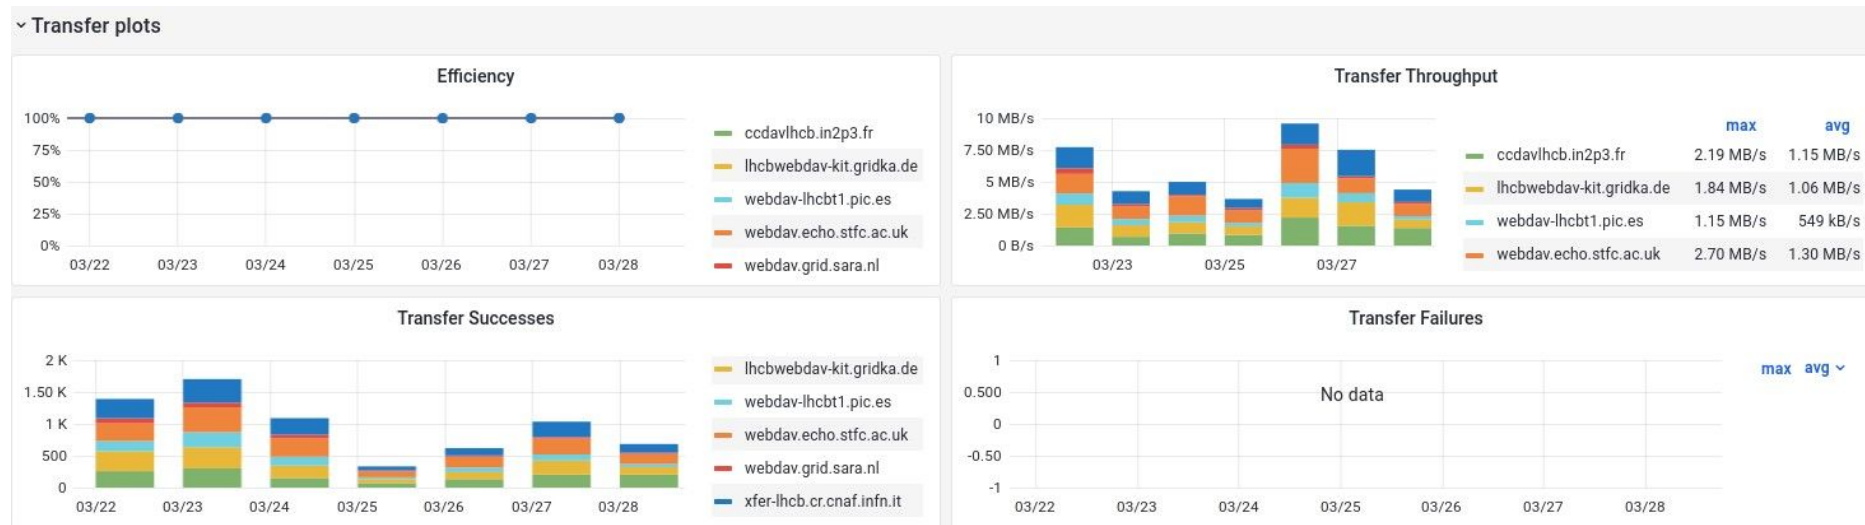 Transfer plots
Efficiency
100%
75%
50%
25%
0%
03/22 03/23 03/24 03/25 03/26 03/27 03/28
ccdavlhcb.in2p3.fr
lhcbwebdav-kit.gridka.de
webdav-lhcbt1.pic.es
webdav.echo.stfc.ac.uk
webdav.grid.sara.nl
Transfer Throughput
10 MB/s
7.50 MB/s
5 MB/s
2.50 MB/s
0 B/s
03/23 03/25 03/27
max avg
ccdavlhcb.in2p3.fr 2.19 MB/s 1.15 MB/s
lhcbwebdav-kit.gridka.de 1.84 MB/s 1.06 MB/s
webdav-lhcbt1.pic.es 1.15 MB/s 549 kB/s
webdav.echo.stfc.ac.uk 2.70 MB/s 1.30 MB/s
Transfer Successes
2 K
1.50 K
1 K
500
0
03/22 03/23 03/24 03/25 03/26 03/27 03/28
lhcbwebdav-kit.gridka.de
webdav-lhcbt1.pic.es
webdav.echo.stfc.ac.uk
webdav.grid.sara.nl
xfer-lhcb.cr.cnaf.infn.it
Transfer Failures
1
0.500
0
-0.50
-1
No data
03/22 03/23 03/24 03/25 03/26 03/27 03/28
max avg